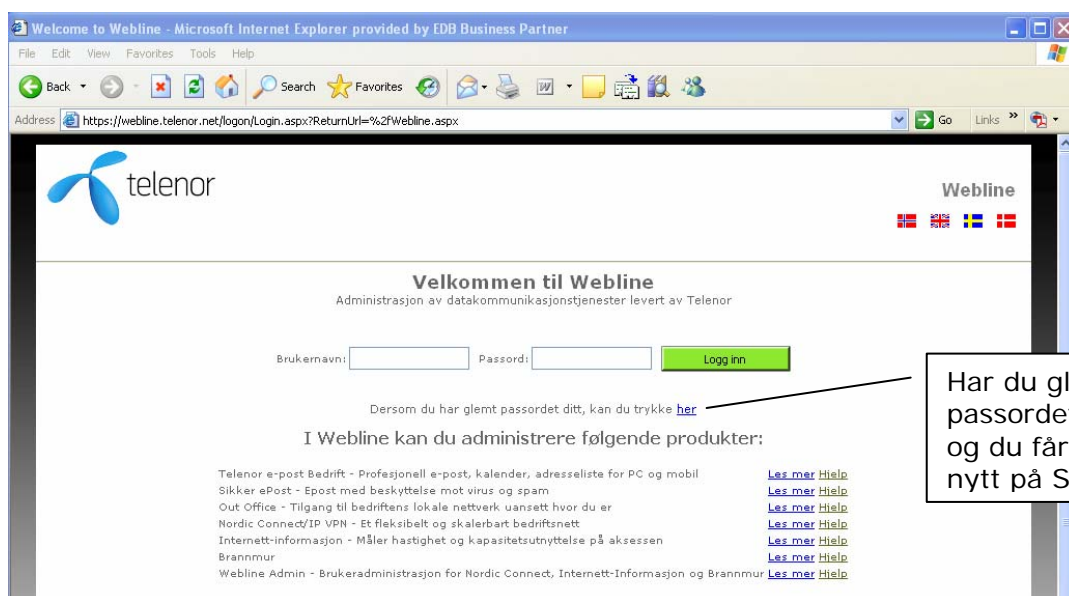 Welcome to Webline - Microsoft Internet Explorer provided by EDB Business Partner
File Edit View Favorites Tools Help
Back Search Favorites
Address https://webline.telenor.net/logon/Login.aspx?ReturnUrl=%2fWebline.aspx Go Links »
telenor
Webline
Velkommen til Webline
Administrasjon av datakommunikasjonstjenester levert av Telenor
Brukernavn: Passord: Logg inn
Dersom du har glemt passordet ditt, kan du trykke her
Har du gl
passordet
og du får
nytt på S
I Webline kan du administrere følgende produkter:
Telenor e-post Bedrift - Profesjonell e-post, kalender, adresseliste for PC og mobil Les mer Hjelp
Sikker ePost - Epost med beskyttelse mot virus og spam Les mer Hjelp
Out Office - Tilgang til bedriftens lokale nettverk uansett hvor du er Les mer Hjelp
Nordic Connect/IP VPN - Et fleksibelt og skalerbart bedriftsnett Les mer Hjelp
Internett-informasjon - Måler hastighet og kapasitetsutnyttelse på aksessen Les mer Hjelp
Brannmur Les mer Hjelp
Webline Admin - Brukeradministrasjon for Nordic Connect, Internett-Informasjon og Brannmur Les mer Hjelp